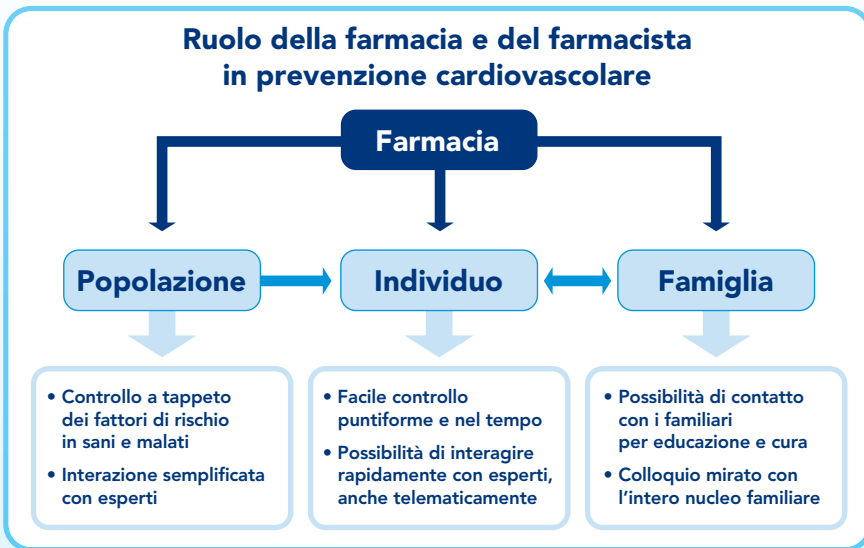 Ruolo della farmacia e del farmacista
in prevenzione cardiovascolare
Farmacia
Popolazione
Individuo
Famiglia
• Controllo a tappeto
dei fattori di rischio
in sani e malati
• Interazione semplificata
con esperti
• Facile controllo
puntiforme e nel tempo
• Possibilità di interagire
rapidamente con esperti,
anche telematicamente
• Possibilità di contatto
con i familiari
per educazione e cura
• Colloquio mirato con
l’intero nucleo familiare